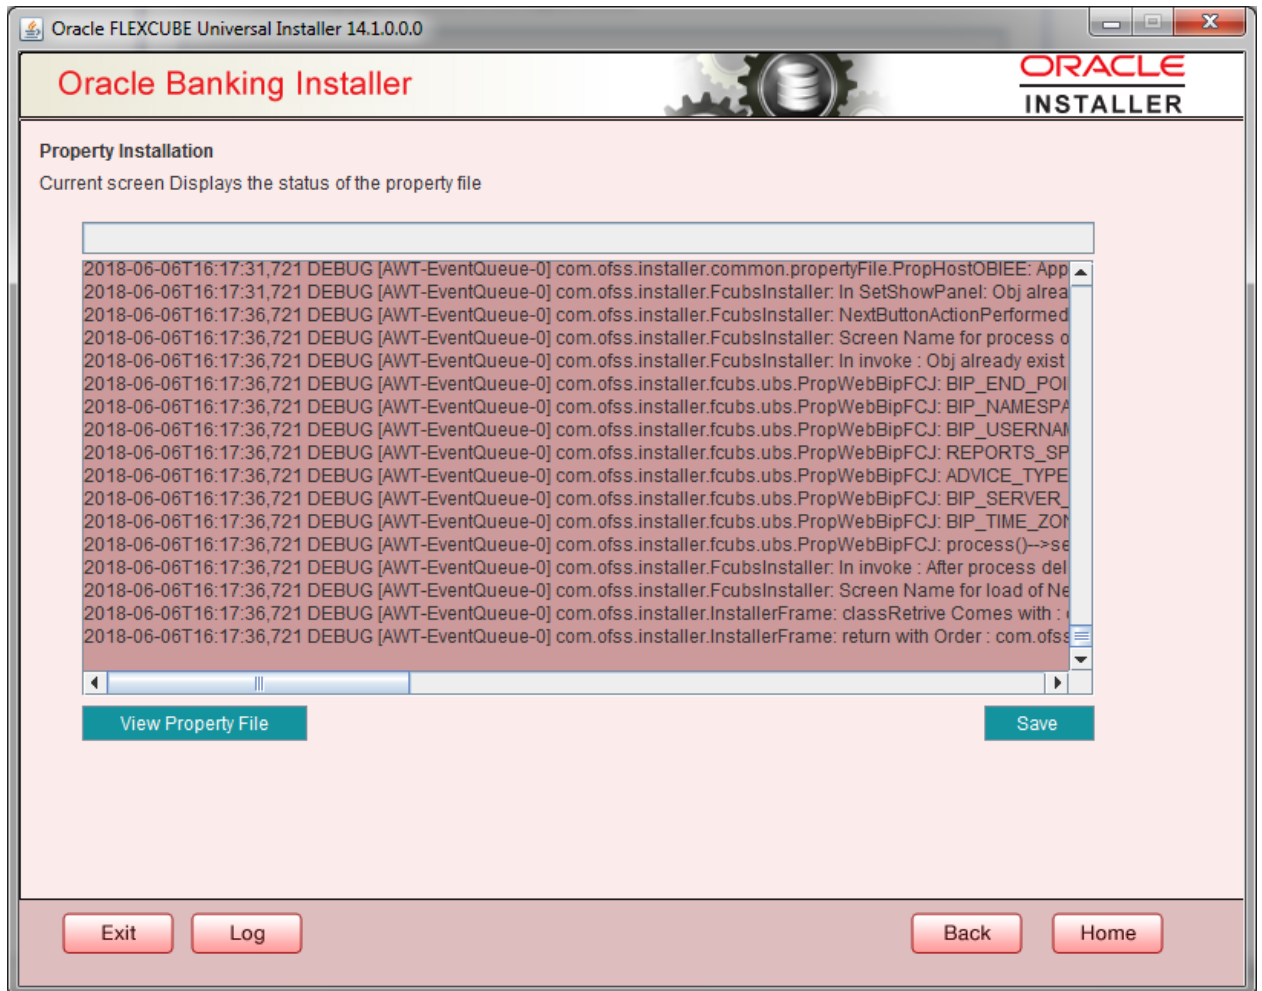 Oracle FLEXCUBE Universal Installer 14.1.0.0.0
Oracle Banking Installer
ORACLE
INSTALLER
Property Installation
Current screen Displays the status of the property file
2018-06-06T16:17:31,721 DEBUG [AWT-EventQueue-0] com.ofss.installer.common.propertyFile.PropHostOBIEE: App
2018-06-06T16:17:31,721 DEBUG [AWT-EventQueue-0] com.ofss.installer.FcubsInstaller: In SetShowPanel: Obj alrea
2018-06-06T16:17:36,721 DEBUG [AWT-EventQueue-0] com.ofss.installer.FcubsInstaller: NextButtonActionPerformed
2018-06-06T16:17:36,721 DEBUG [AWT-EventQueue-0] com.ofss.installer.FcubsInstaller: Screen Name for process o
2018-06-06T16:17:36,721 DEBUG [AWT-EventQueue-0] com.ofss.installer.FcubsInstaller: In invoke : Obj already exist
2018-06-06T16:17:36,721 DEBUG [AWT-EventQueue-0] com.ofss.installer.fcubs.ubs.PropWebBipFCJ: BIP_END_POI
2018-06-06T16:17:36,721 DEBUG [AWT-EventQueue-0] com.ofss.installer.fcubs.ubs.PropWebBipFCJ: BIP_NAMESPA
2018-06-06T16:17:36,721 DEBUG [AWT-EventQueue-0] com.ofss.installer.fcubs.ubs.PropWebBipFCJ: BIP_USERNAM
2018-06-06T16:17:36,721 DEBUG [AWT-EventQueue-0] com.ofss.installer.fcubs.ubs.PropWebBipFCJ: REPORTS_SP
2018-06-06T16:17:36,721 DEBUG [AWT-EventQueue-0] com.ofss.installer.fcubs.ubs.PropWebBipFCJ: ADVICE_TYPE
2018-06-06T16:17:36,721 DEBUG [AWT-EventQueue-0] com.ofss.installer.fcubs.ubs.PropWebBipFCJ: BIP_SERVER_
2018-06-06T16:17:36,721 DEBUG [AWT-EventQueue-0] com.ofss.installer.fcubs.ubs.PropWebBipFCJ: BIP_TIME_ZON
2018-06-06T16:17:36,721 DEBUG [AWT-EventQueue-0] com.ofss.installer.fcubs.ubs.PropWebBipFCJ: process()-->se
2018-06-06T16:17:36,721 DEBUG [AWT-EventQueue-0] com.ofss.installer.FcubsInstaller: In invoke : After process del
2018-06-06T16:17:36,721 DEBUG [AWT-EventQueue-0] com.ofss.installer.FcubsInstaller: Screen Name for load of Ne
2018-06-06T16:17:36,721 DEBUG [AWT-EventQueue-0] com.ofss.installer.InstallerFrame: classRetrive Comes with :
2018-06-06T16:17:36,721 DEBUG [AWT-EventQueue-0] com.ofss.installer.InstallerFrame: return with Order : com.ofss
View Property File
Save
Exit
Log
Back
Home